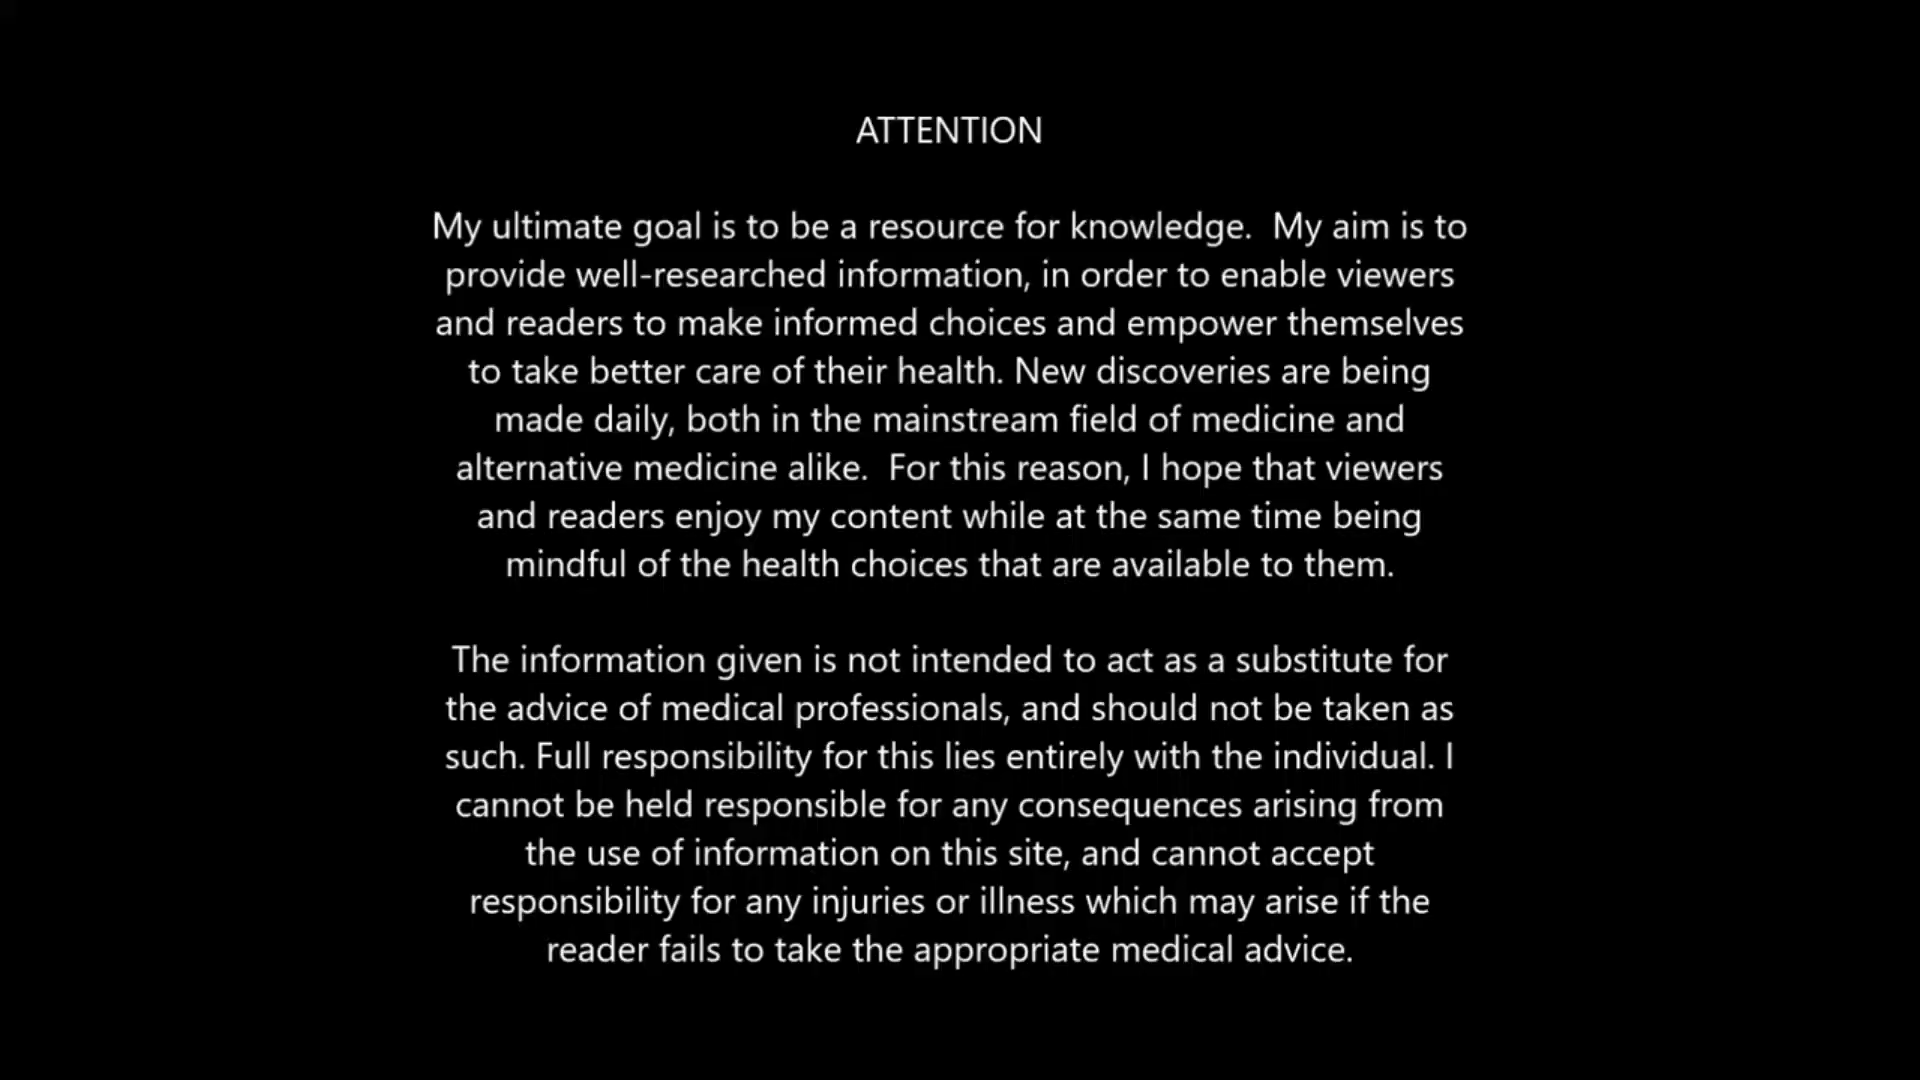 ATTENTION
My ultimate goal is to be a resource for knowledge.  My aim is to
provide well-researched information, in order to enable viewers
and readers to make informed choices and empower themselves
to take better care of their health. New discoveries are being
made daily, both in the mainstream field of medicine and
alternative medicine alike.  For this reason, I hope that viewers
and readers enjoy my content while at the same time being
mindful of the health choices that are available to them.
The information given is not intended to act as a substitute for
the advice of medical professionals, and should not be taken as
such. Full responsibility for this lies entirely with the individual. I
cannot be held responsible for any consequences arising from
the use of information on this site, and cannot accept
responsibility for any injuries or illness which may arise if the
reader fails to take the appropriate medical advice.